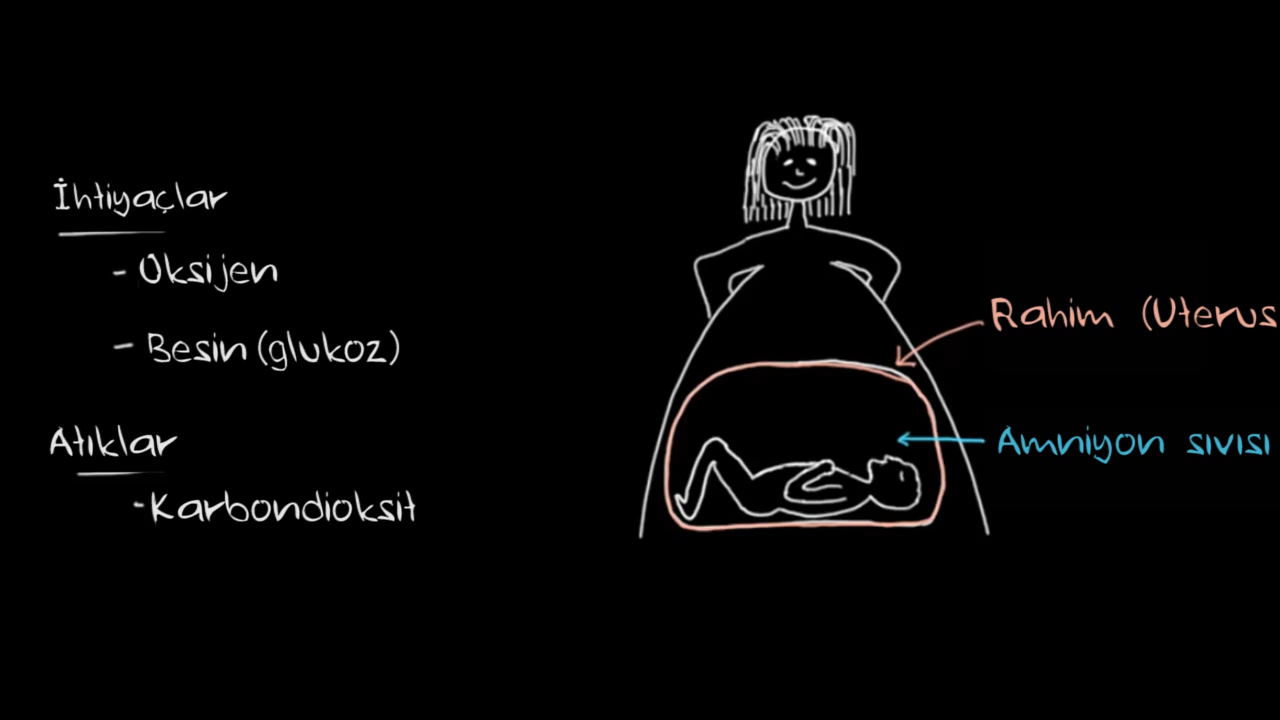 İhtiyaçlar
- Oksijen
- Besin (glukoz)
Atıklar
- Karbondioksit
Rahim (Uterus
Amniyon sıvısı